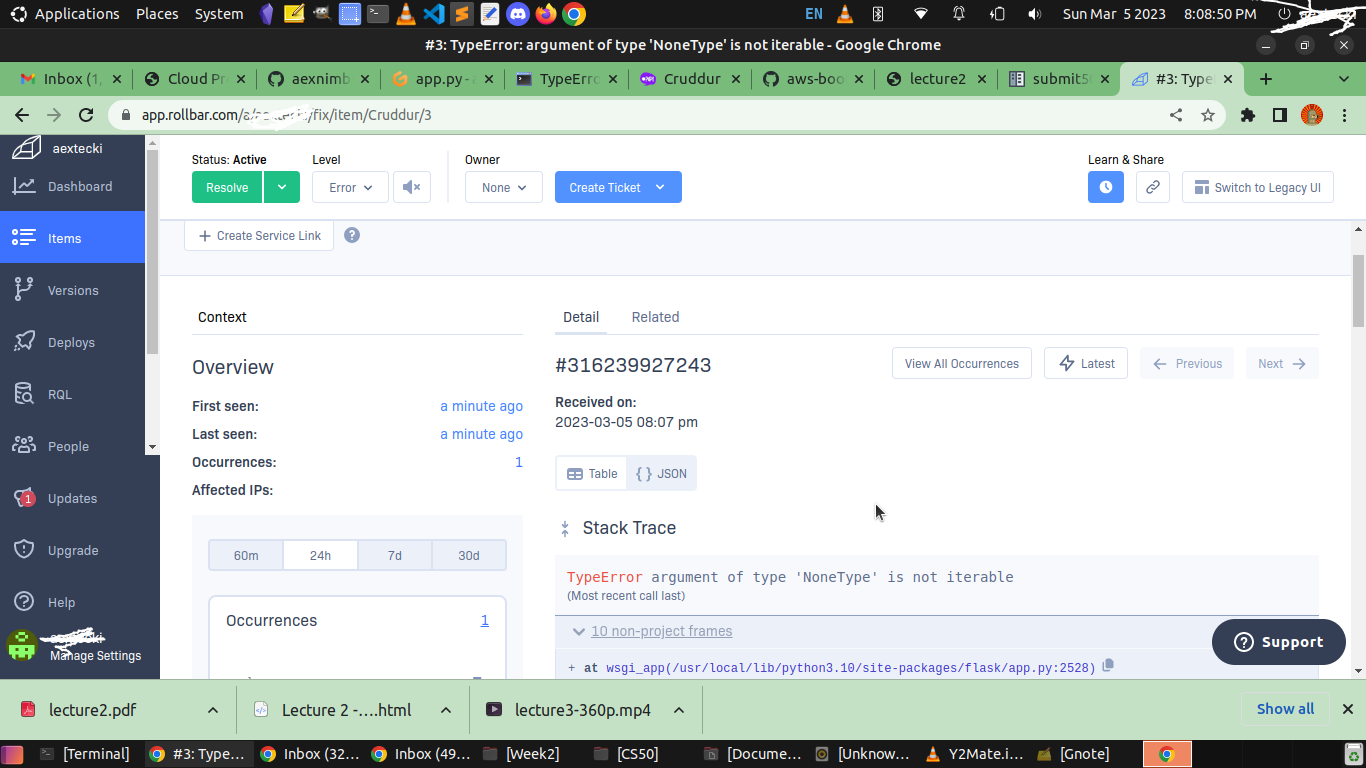 Applications Places System EN Sun Mar 5 2023 8:08:50 PM
#3: TypeError: argument of type 'NoneType' is not iterable - Google Chrome
Inbox (1, Cloud Pr aexnimb app.py - TypeErro Cruddur aws-boo lecture2 submit5 #3: Type
app.rollbar.com/a/ /fix/item/Cruddur/3
aextecki
Dashboard
Items
Versions
Deploys
RQL
People
1 Updates
Upgrade
Help
Manage Settings
Status: Active Level Owner Learn & Share
Resolve Error None Create Ticket Switch to Legacy UI
+ Create Service Link ?
Context
Overview
First seen: a minute ago
Last seen: a minute ago
Occurrences: 1
Affected IPs:
60m 24h 7d 30d
Occurrences 1
Detail Related
#316239927243 View All Occurrences Latest Previous Next
Received on:
2023-03-05 08:07 pm
Table { } JSON
Stack Trace
TypeError argument of type 'NoneType' is not iterable
(Most recent call last)
10 non-project frames
+ at wsgi_app(/usr/local/lib/python3.10/site-packages/flask/app.py:2528)
Support
lecture2.pdf Lecture 2 -....html lecture3-360p.mp4 Show all
[Terminal] #3: Type... Inbox (32... Inbox (49... [Week2] [CS50] [Docume... [Unknow... Y2Mate.i... [Gnote]